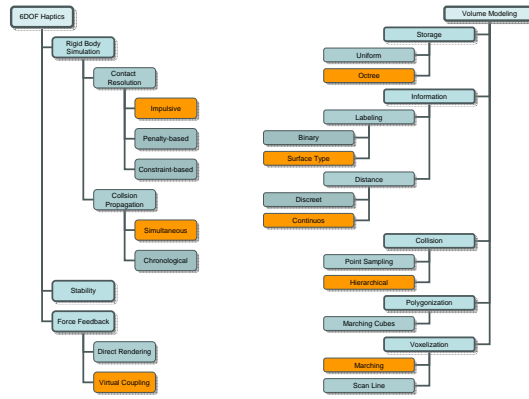 6DOF Haptics
Rigid Body
Simulation
Contact
Resolution
Impulsive
Penalty-based
Constraint-based
Collsion
Propagation
Simultaneous
Chronological
Stability
Force Feedback
Direct Rendering
Virtual Coupling
Volume Modeling
Storage
Uniform
Octree
Information
Labeling
Binary
Surface Type
Distance
Discreet
Continuos
Collision
Point Sampling
Hierarchical
Polygonization
Marching Cubes
Voxelization
Marching
Scan Line